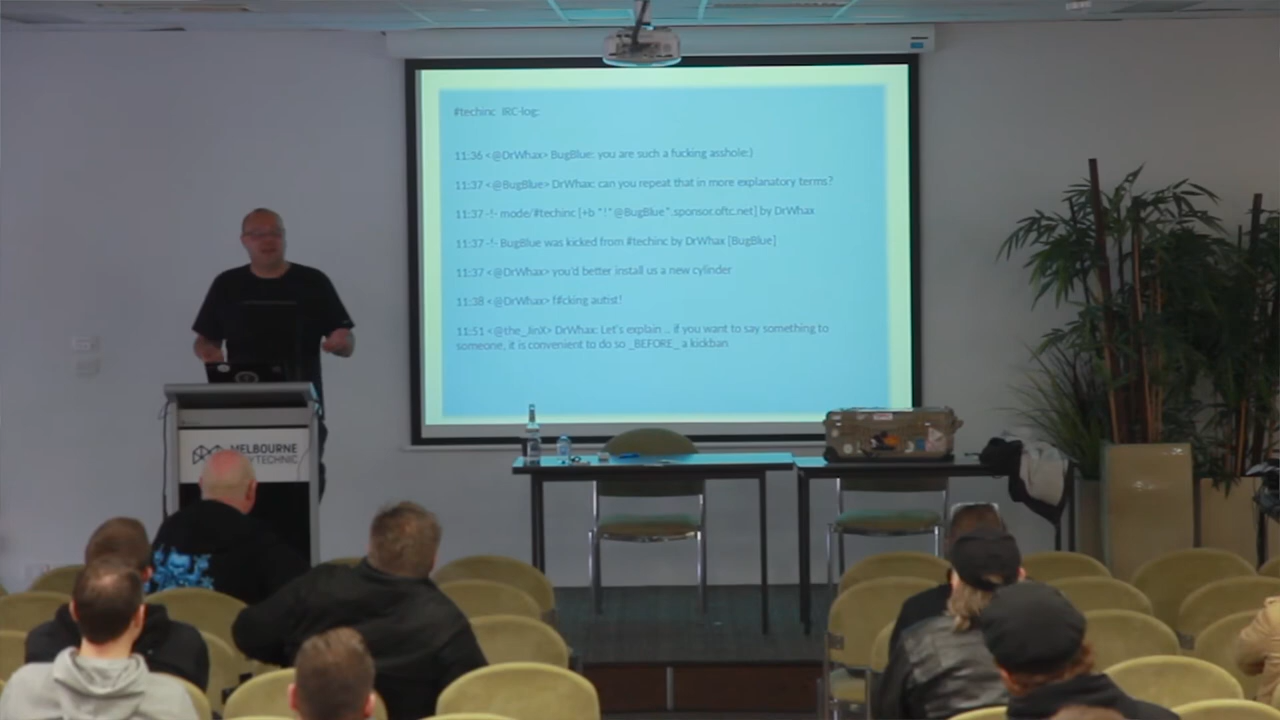 #techinc IRC-log:
11:36 <@DrWhax> BugBlue: you are such a fucking asshole:)
11:37 <@BugBlue> DrWhax: can you repeat that in more explanatory terms?
11:37 -!- mode/#techinc [+b *!*@BugBlue*.sponsor.oftc.net] by DrWhax
11:37 -!- BugBlue was kicked from #techinc by DrWhax [BugBlue]
11:37 <@DrWhax> you'd better install us a new cylinder
11:38 <@DrWhax> f#cking autist!
11:51 <@the_JinX> DrWhax: Let's explain .. if you want to say something to
someone, it is convenient to do so _BEFORE_ a kickban
MELBOURNE